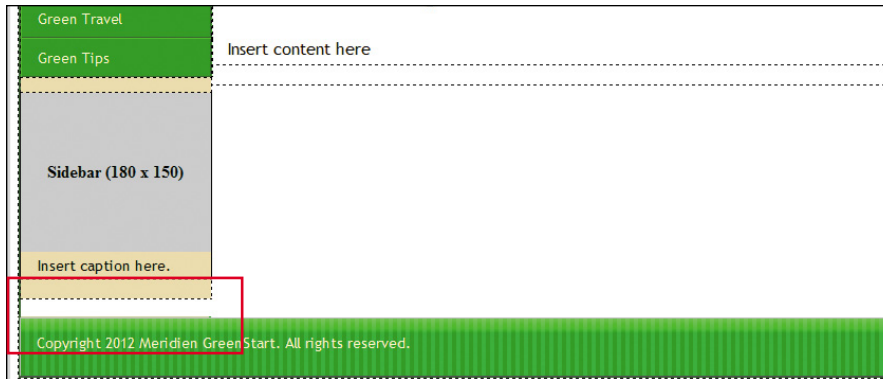 Green Travel
Green Tips
Insert content here
Sidebar (180 x 150)
Insert caption here.
Copyright 2012 Meridien GreenStart. All rights reserved.